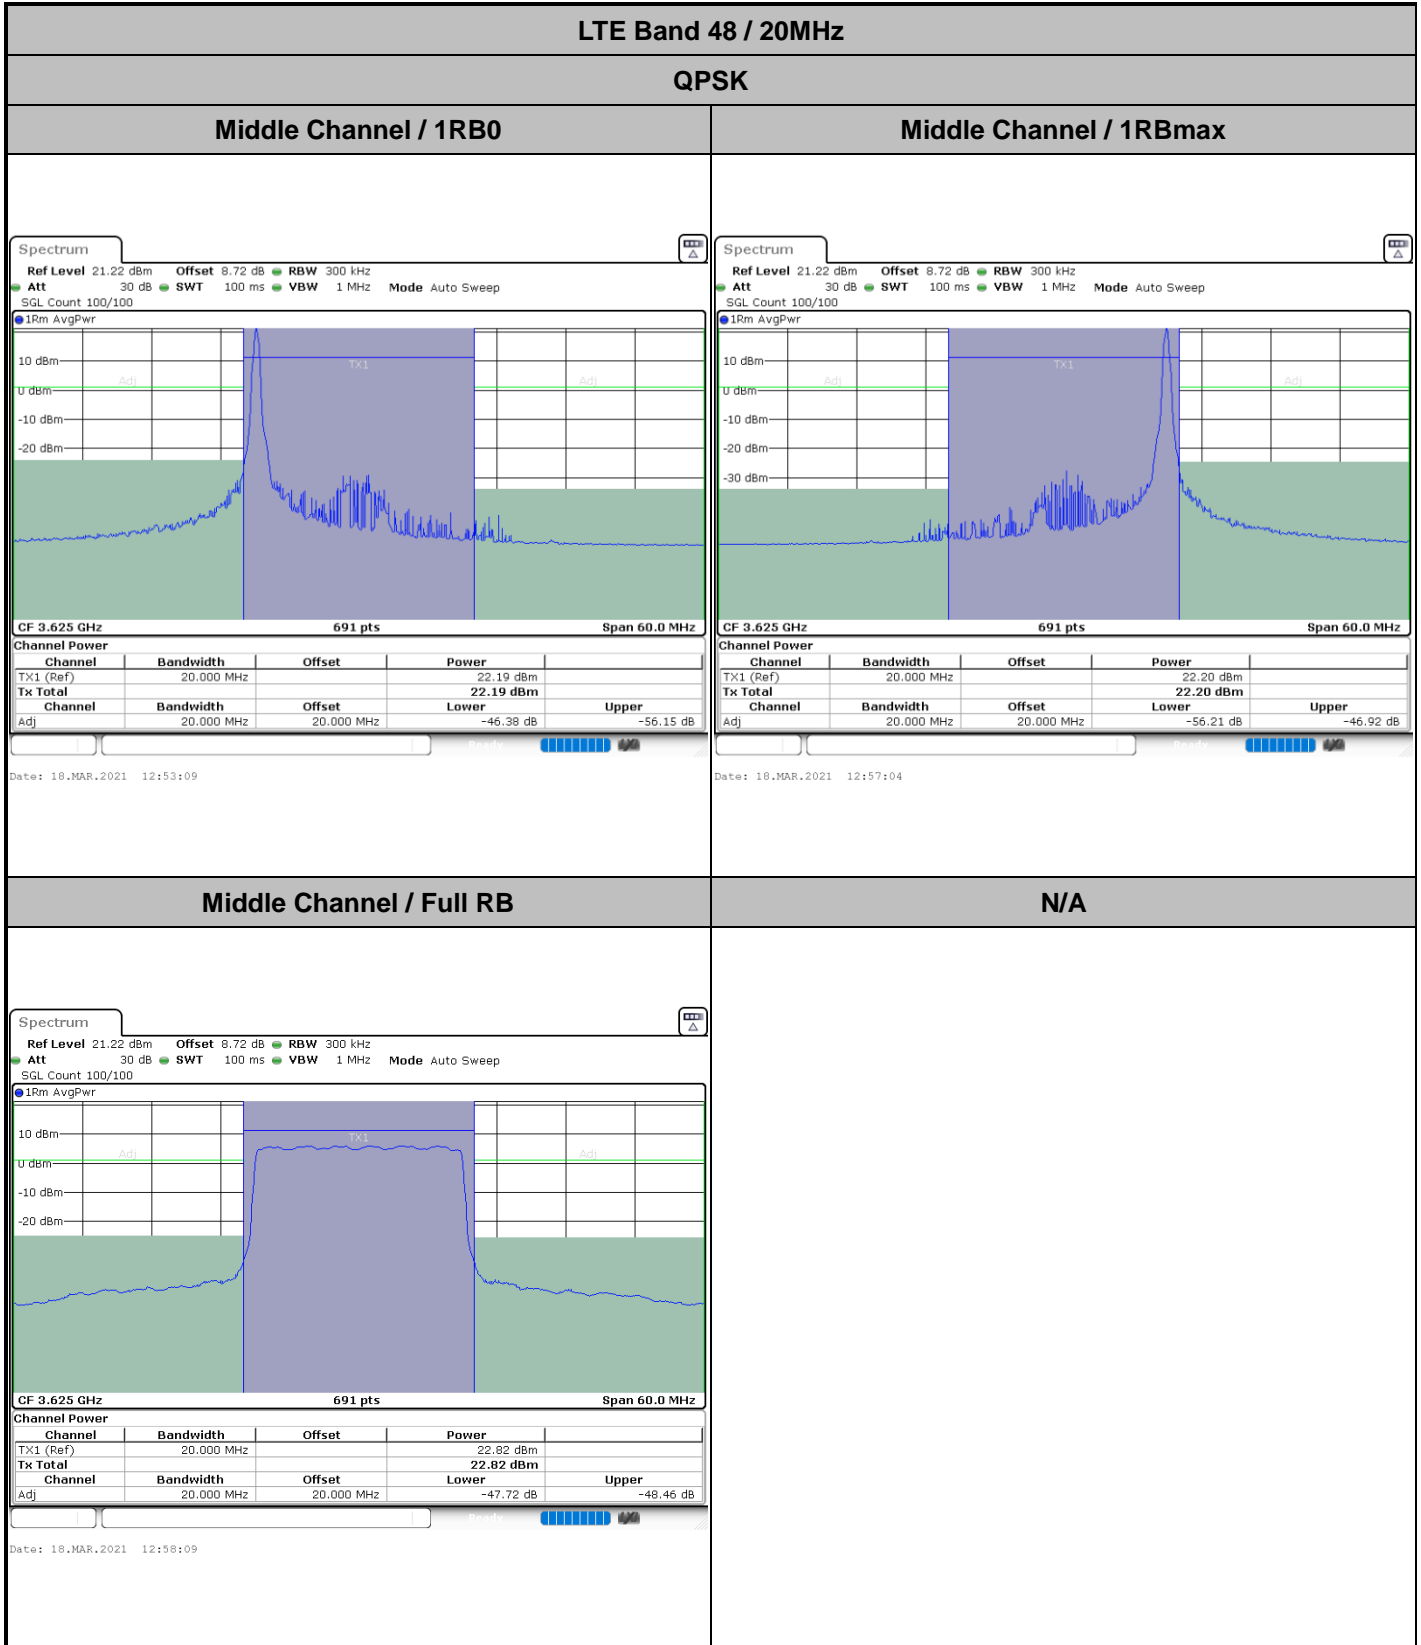 LTE Band 48 / 20MHz
QPSK
Middle Channel / 1RB0
Middle Channel / 1RBmax
Spectrum
Ref Level 21.22 dBm Offset 8.72 dB RBW 300 kHz
Att 30 dB SWT 100 ms VBW 1 MHz Mode Auto Sweep
SGL Count 100/100
1Rm AvgPwr
10 dBm
TX1
Adj
Adj
0 dBm
-10 dBm
-20 dBm
CF 3.625 GHz 691 pts Span 60.0 MHz
Channel Power
Channel Bandwidth Offset Power
TX1 (Ref) 20.000 MHz 22.19 dBm
Tx Total 22.19 dBm
Channel Bandwidth Offset Lower Upper
Adj 20.000 MHz 20.000 MHz -46.38 dB -56.15 dB
Ready
Date: 18.MAR.2021 12:53:09
Spectrum
Ref Level 21.22 dBm Offset 8.72 dB RBW 300 kHz
Att 30 dB SWT 100 ms VBW 1 MHz Mode Auto Sweep
SGL Count 100/100
1Rm AvgPwr
10 dBm
TX1
Adj
Adj
0 dBm
-10 dBm
-20 dBm
-30 dBm
CF 3.625 GHz 691 pts Span 60.0 MHz
Channel Power
Channel Bandwidth Offset Power
TX1 (Ref) 20.000 MHz 22.20 dBm
Tx Total 22.20 dBm
Channel Bandwidth Offset Lower Upper
Adj 20.000 MHz 20.000 MHz -56.21 dB -46.92 dB
Ready
Date: 18.MAR.2021 12:57:04
Middle Channel / Full RB
N/A
Spectrum
Ref Level 21.22 dBm Offset 8.72 dB RBW 300 kHz
Att 30 dB SWT 100 ms VBW 1 MHz Mode Auto Sweep
SGL Count 100/100
1Rm AvgPwr
10 dBm
TX1
Adj
Adj
0 dBm
-10 dBm
-20 dBm
CF 3.625 GHz 691 pts Span 60.0 MHz
Channel Power
Channel Bandwidth Offset Power
TX1 (Ref) 20.000 MHz 22.82 dBm
Tx Total 22.82 dBm
Channel Bandwidth Offset Lower Upper
Adj 20.000 MHz 20.000 MHz -47.72 dB -48.46 dB
Ready
Date: 18.MAR.2021 12:58:09